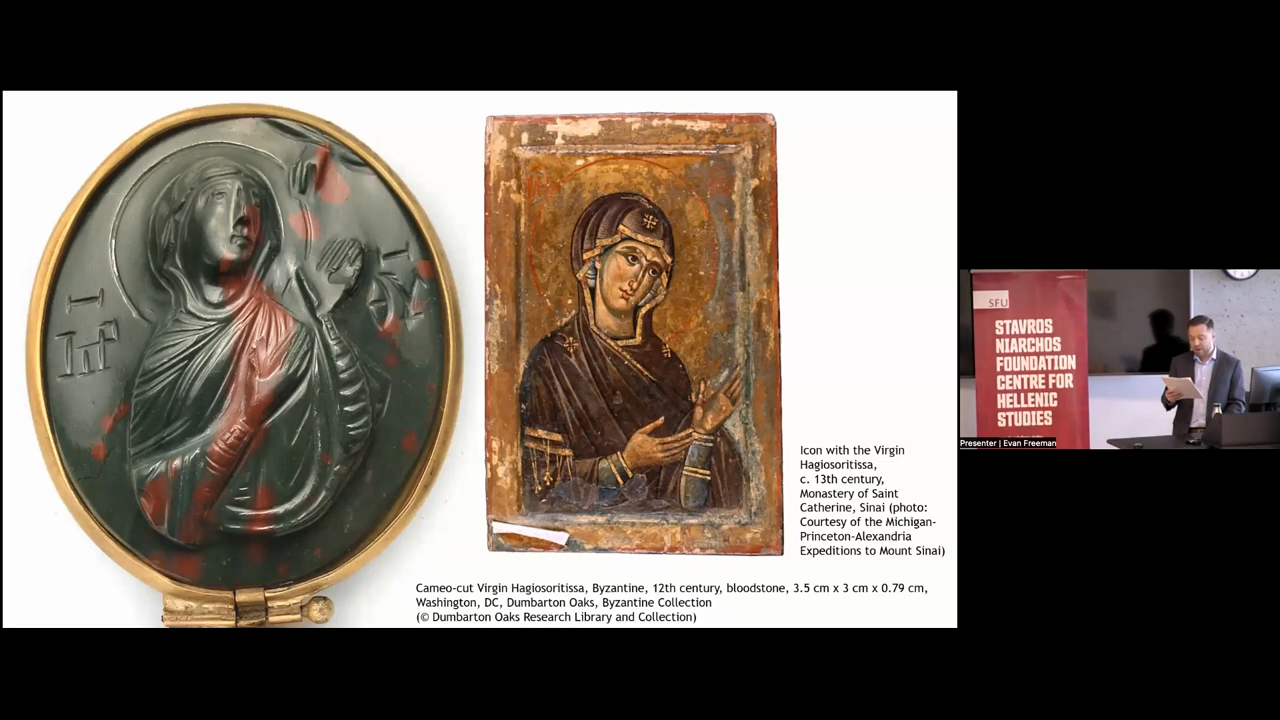 Icon with the Virgin
Hagiosoritissa,
c. 13th century,
Monastery of Saint
Catherine, Sinai (photo:
Courtesy of the Michigan-
Princeton-Alexandria
Expeditions to Mount Sinai)
Cameo-cut Virgin Hagiosoritissa, Byzantine, 12th century, bloodstone, 3.5 cm x 3 cm x 0.79 cm,
Washington, DC, Dumbarton Oaks, Byzantine Collection
(© Dumbarton Oaks Research Library and Collection)
SFU
STAVROS
NIARCHOS
FOUNDATION
CENTRE FOR
HELLENIC
STUDIES
Presenter | Evan Freeman